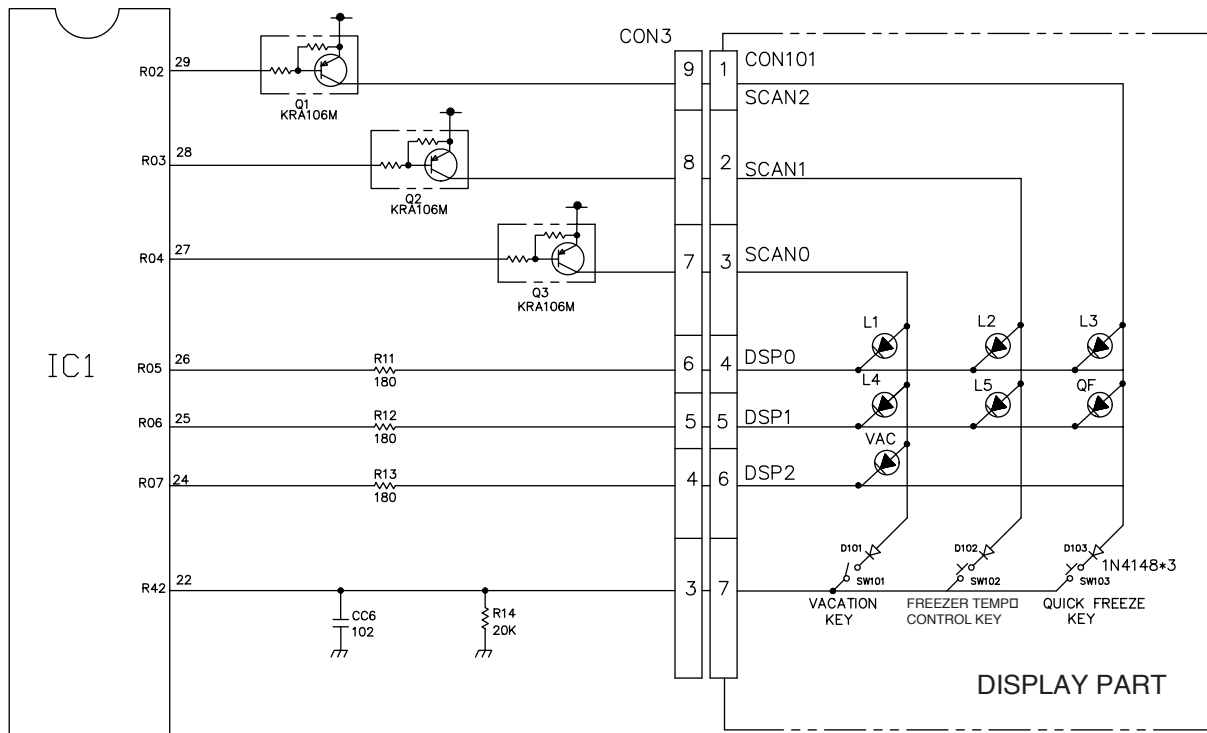 IC1
R02
29
Q1
KRA106M
CON3
9
1
CON101
SCAN2
R03
28
Q2
KRA106M
8
2
SCAN1
R04
27
Q3
KRA106M
7
3
SCAN0
L1
L2
L3
R05
26
R11
180
6
4
DSP0
L4
L5
QF
R06
25
R12
180
5
5
DSP1
VAC
R07
24
R13
180
4
6
DSP2
D101
D102
D103
1N4148*3
SW101
SW102
SW103
R42
22
CC6
102
R14
20K
3
7
VACATION
KEY
FREEZER TEMP□
CONTROL KEY
QUICK FREEZE
KEY
DISPLAY PART